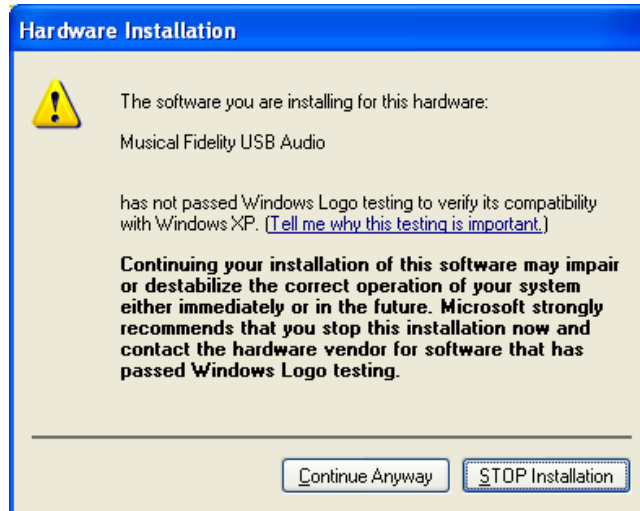 Hardware Installation
The software you are installing for this hardware:
Musical Fidelity USB Audio
has not passed Windows Logo testing to verify its compatibility
with Windows XP. (Tell me why this testing is important.)
Continuing your installation of this software may impair
or destabilize the correct operation of your system
either immediately or in the future. Microsoft strongly
recommends that you stop this installation now and
contact the hardware vendor for software that has
passed Windows Logo testing.
Continue Anyway
STOP Installation